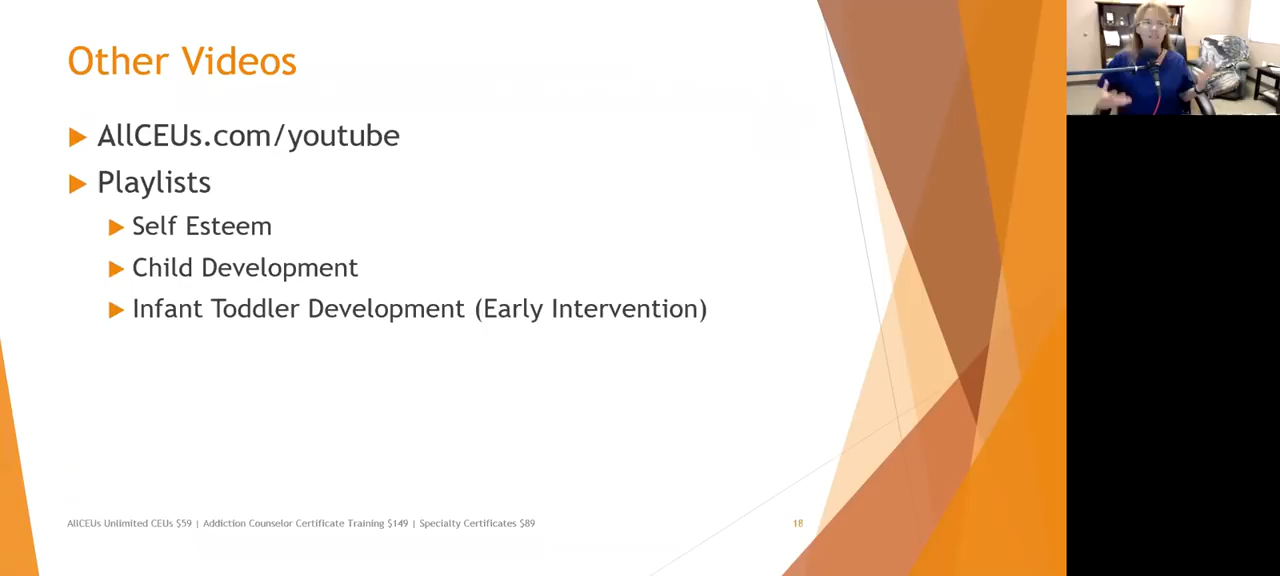 Other Videos
AllCEUs.com/youtube
Playlists
Self Esteem
Child Development
Infant Toddler Development (Early Intervention)
AllCEUs Unlimited CEUs $59 | Addiction Counselor Certificate Training $149 | Specialty Certificates $89
18